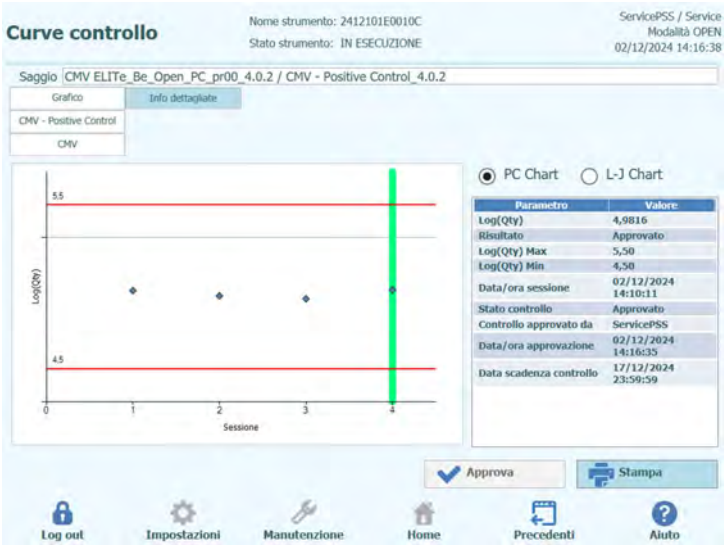 Curve controllo
Nome strumento: 2412101E0010C
Stato strumento: IN ESECUZIONE
ServicePSS / Service
Modalità OPEN
02/12/2024 14:16:38
Saggio CMV ELITe_Be_Open_PC_pr00_4.0.2 / CMV - Positive Control_4.0.2
Grafico Info dettagliate
CMV - Positive Control
CMV
5,5
4,5
Log(Qty)
0 1 2 3 4
Sessione
PC Chart L-J Chart
Parametro Valore
Log(Qty) 4,9816
Risultato Approvato
Log(Qty) Max 5,50
Log(Qty) Min 4,50
Data/ora sessione 02/12/2024
14:10:11
Stato controllo Approvato
Controllo approvato da ServicePSS
Data/ora approvazione 02/12/2024
14:16:35
Data scadenza controllo 17/12/2024
23:59:59
Approva Stampa
Log out Impostazioni Manutenzione Home Precedenti Aiuto